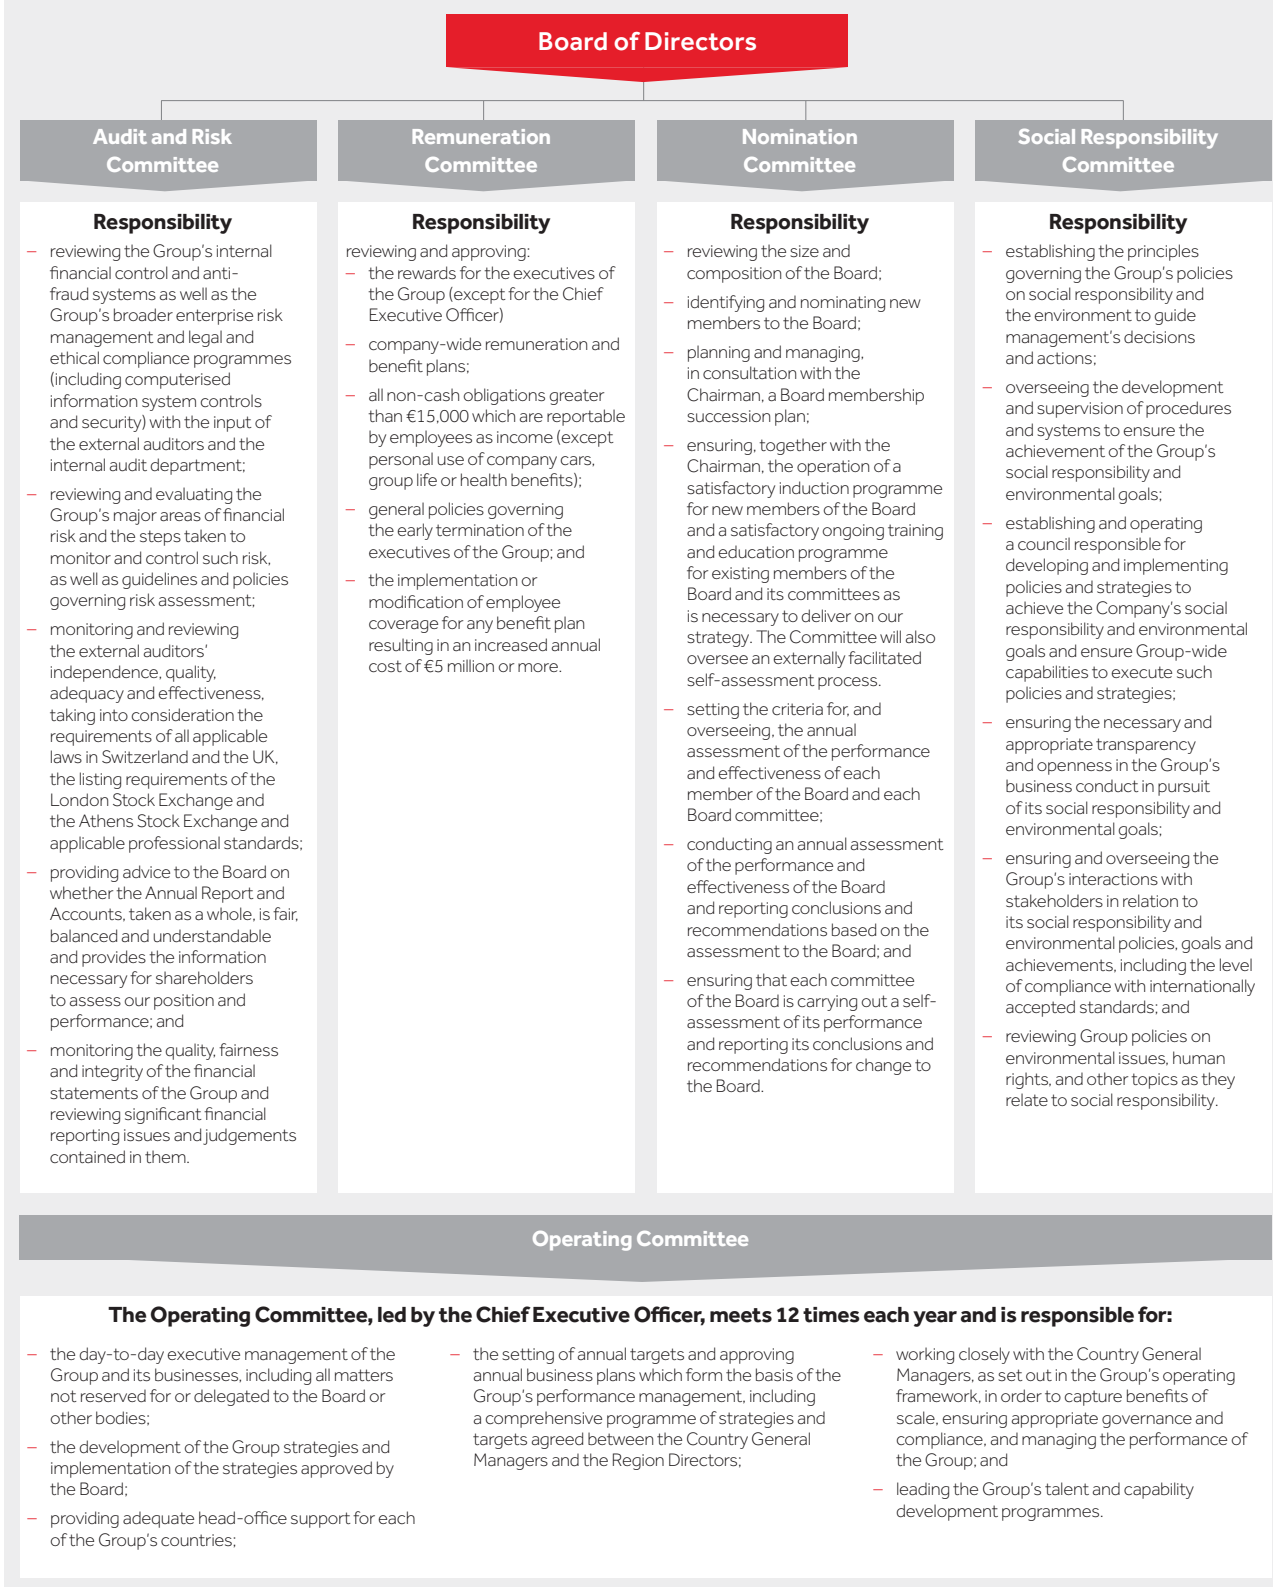 Board of Directors
Audit and Risk
Committee
Responsibility
– reviewing the Group's internal
financial control and anti-
fraud systems as well as the
Group's broader enterprise risk
management and legal and
ethical compliance programmes
(including computerised
information system controls
and security) with the input of
the external auditors and the
internal audit department;
– reviewing and evaluating the
Group's major areas of financial
risk and the steps taken to
monitor and control such risk,
as well as guidelines and policies
governing risk assessment;
– monitoring and reviewing
the external auditors'
independence, quality,
adequacy and effectiveness,
taking into consideration the
requirements of all applicable
laws in Switzerland and the UK,
the listing requirements of the
London Stock Exchange and
the Athens Stock Exchange and
applicable professional standards;
– providing advice to the Board on
whether the Annual Report and
Accounts, taken as a whole, is fair,
balanced and understandable
and provides the information
necessary for shareholders
to assess our position and
performance; and
– monitoring the quality, fairness
and integrity of the financial
statements of the Group and
reviewing significant financial
reporting issues and judgements
contained in them.
Remuneration
Committee
Responsibility
reviewing and approving:
– the rewards for the executives of
the Group (except for the Chief
Executive Officer)
– company-wide remuneration and
benefit plans;
– all non-cash obligations greater
than €15,000 which are reportable
by employees as income (except
personal use of company cars,
group life or health benefits);
– general policies governing
the early termination of the
executives of the Group; and
– the implementation or
modification of employee
coverage for any benefit plan
resulting in an increased annual
cost of €5 million or more.
Nomination
Committee
Responsibility
– reviewing the size and
composition of the Board;
– identifying and nominating new
members to the Board;
– planning and managing,
in consultation with the
Chairman, a Board membership
succession plan;
– ensuring, together with the
Chairman, the operation of a
satisfactory induction programme
for new members of the Board
and a satisfactory ongoing training
and education programme
for existing members of the
Board and its committees as
is necessary to deliver on our
strategy. The Committee will also
oversee an externally facilitated
self-assessment process.
– setting the criteria for, and
overseeing, the annual
assessment of the performance
and effectiveness of each
member of the Board and each
Board committee;
– conducting an annual assessment
of the performance and
effectiveness of the Board
and reporting conclusions and
recommendations based on the
assessment to the Board; and
– ensuring that each committee
of the Board is carrying out a self-
assessment of its performance
and reporting its conclusions and
recommendations for change to
the Board.
Social Responsibility
Committee
Responsibility
– establishing the principles
governing the Group's policies
on social responsibility and
the environment to guide
management's decisions
and actions;
– overseeing the development
and supervision of procedures
and systems to ensure the
achievement of the Group's
social responsibility and
environmental goals;
– establishing and operating
a council responsible for
developing and implementing
policies and strategies to
achieve the Company's social
responsibility and environmental
goals and ensure Group-wide
capabilities to execute such
policies and strategies;
– ensuring the necessary and
appropriate transparency
and openness in the Group's
business conduct in pursuit
of its social responsibility and
environmental goals;
– ensuring and overseeing the
Group's interactions with
stakeholders in relation to
its social responsibility and
environmental policies, goals and
achievements, including the level
of compliance with internationally
accepted standards; and
– reviewing Group policies on
environmental issues, human
rights, and other topics as they
relate to social responsibility.
Operating Committee
The Operating Committee, led by the Chief Executive Officer, meets 12 times each year and is responsible for:
– the day-to-day executive management of the
Group and its businesses, including all matters
not reserved for or delegated to the Board or
other bodies;
– the development of the Group strategies and
implementation of the strategies approved by
the Board;
– providing adequate head-office support for each
of the Group's countries;
– the setting of annual targets and approving
annual business plans which form the basis of the
Group's performance management, including
a comprehensive programme of strategies and
targets agreed between the Country General
Managers and the Region Directors;
– working closely with the Country General
Managers, as set out in the Group's operating
framework, in order to capture benefits of
scale, ensuring appropriate governance and
compliance, and managing the performance of
the Group; and
– leading the Group's talent and capability
development programmes.